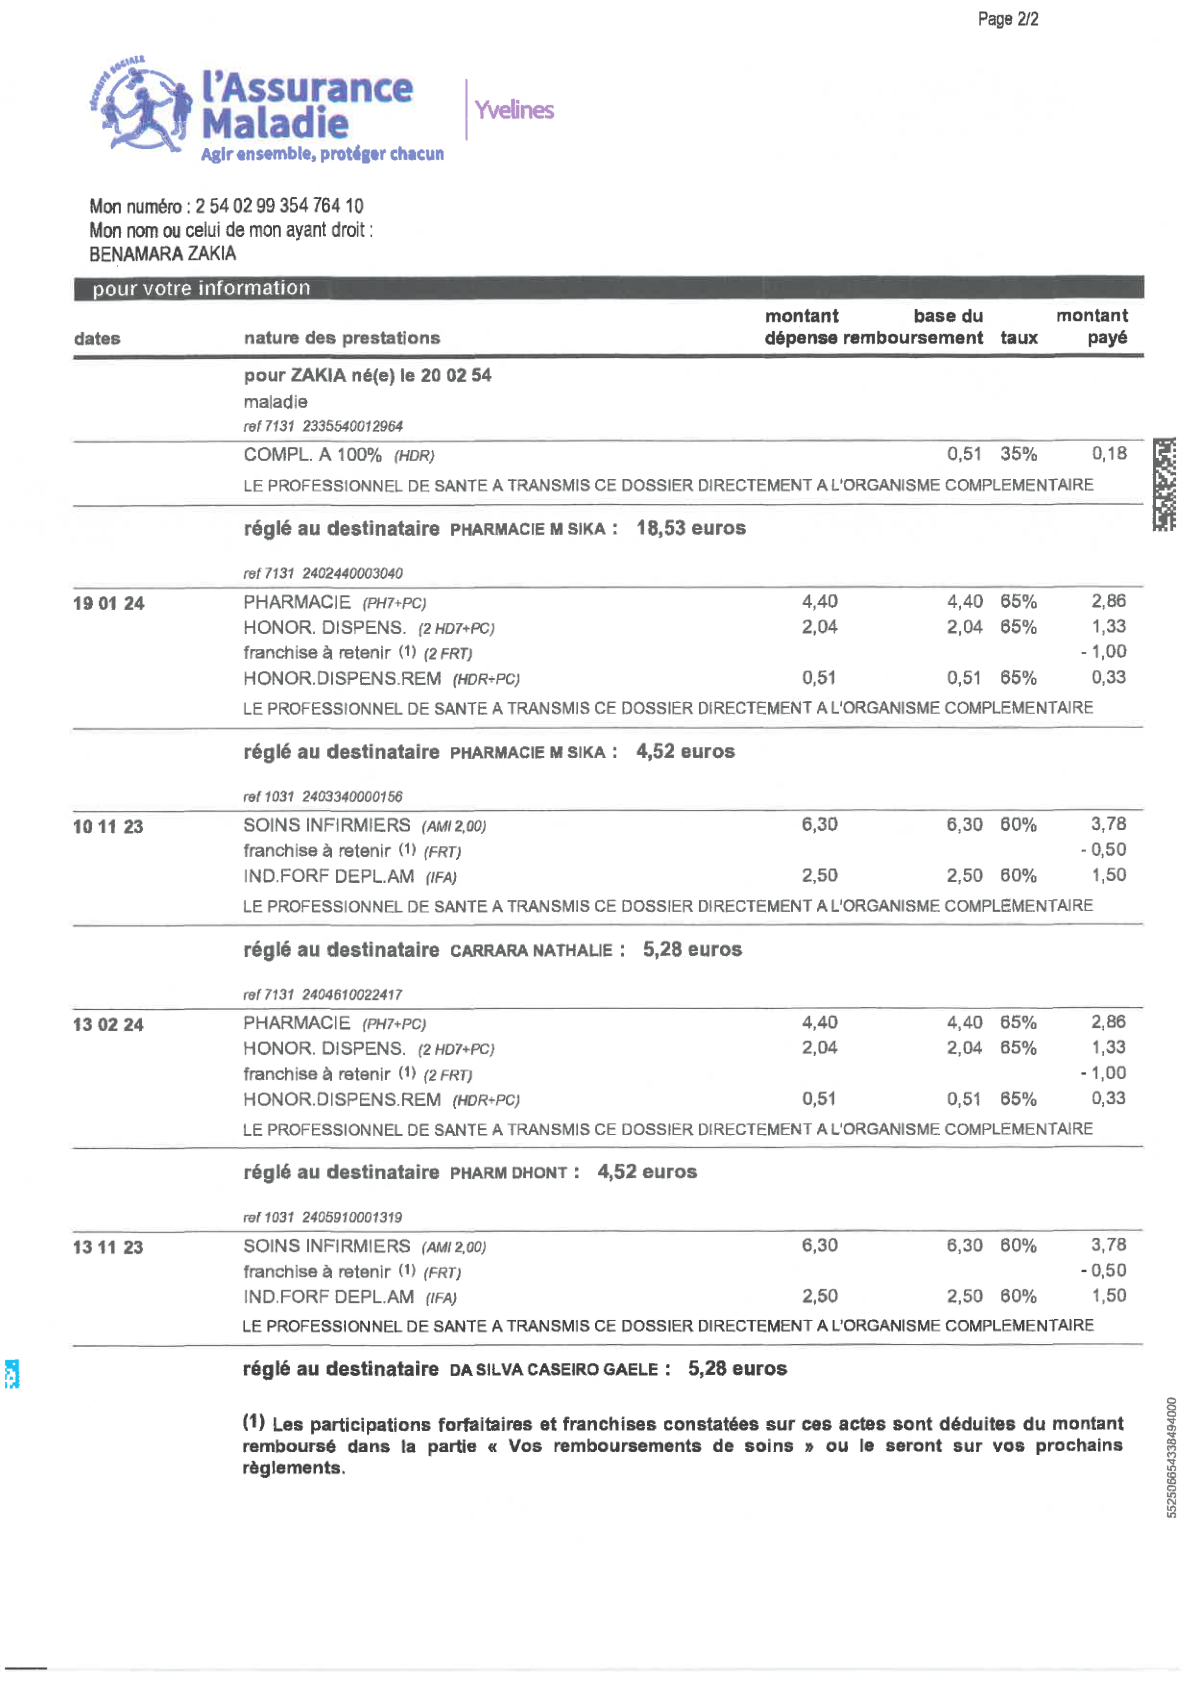 Page 2/2
SÉCURITÉ SOCIALE
l'Assurance
Maladie
Agir ensemble, protéger chacun
Yvelines
Mon numéro : 2 54 02 99 354 764 10
Mon nom ou celui de mon ayant droit :
BENAMARA ZAKIA
pour votre information
dates nature des prestations montant dépense base du remboursement taux montant payé
pour ZAKIA né(e) le 20 02 54
maladie
ref 7131 2335540012964
COMPL. A 100% (HDR) 0,51 35% 0,18
LE PROFESSIONNEL DE SANTE A TRANSMIS CE DOSSIER DIRECTEMENT A L'ORGANISME COMPLEMENTAIRE
réglé au destinataire PHARMACIE M SIKA : 18,53 euros
ref 7131 2402440003040
19 01 24 PHARMACIE (PH7+PC) 4,40 4,40 65% 2,86
HONOR. DISPENS. (2 HD7+PC) 2,04 2,04 65% 1,33
franchise à retenir (1) (2 FRT) - 1,00
HONOR.DISPENS.REM (HDR+PC) 0,51 0,51 65% 0,33
LE PROFESSIONNEL DE SANTE A TRANSMIS CE DOSSIER DIRECTEMENT A L'ORGANISME COMPLEMENTAIRE
réglé au destinataire PHARMACIE M SIKA : 4,52 euros
ref 1031 2403340000156
10 11 23 SOINS INFIRMIERS (AMI 2,00) 6,30 6,30 60% 3,78
franchise à retenir (1) (FRT) - 0,50
IND.FORF DEPL.AM (IFA) 2,50 2,50 60% 1,50
LE PROFESSIONNEL DE SANTE A TRANSMIS CE DOSSIER DIRECTEMENT A L'ORGANISME COMPLEMENTAIRE
réglé au destinataire CARRARA NATHALIE : 5,28 euros
ref 7131 2404610022417
13 02 24 PHARMACIE (PH7+PC) 4,40 4,40 65% 2,86
HONOR. DISPENS. (2 HD7+PC) 2,04 2,04 65% 1,33
franchise à retenir (1) (2 FRT) - 1,00
HONOR.DISPENS.REM (HDR+PC) 0,51 0,51 65% 0,33
LE PROFESSIONNEL DE SANTE A TRANSMIS CE DOSSIER DIRECTEMENT A L'ORGANISME COMPLEMENTAIRE
réglé au destinataire PHARM DHONT : 4,52 euros
ref 1031 2405910001319
13 11 23 SOINS INFIRMIERS (AMI 2,00) 6,30 6,30 60% 3,78
franchise à retenir (1) (FRT) - 0,50
IND.FORF DEPL.AM (IFA) 2,50 2,50 60% 1,50
LE PROFESSIONNEL DE SANTE A TRANSMIS CE DOSSIER DIRECTEMENT A L'ORGANISME COMPLEMENTAIRE
réglé au destinataire DA SILVA CASEIRO GAELE : 5,28 euros
(1) Les participations forfaitaires et franchises constatées sur ces actes sont déduites du montant
remboursé dans la partie « Vos remboursements de soins » ou le seront sur vos prochains
règlements.
5525066543384​94000